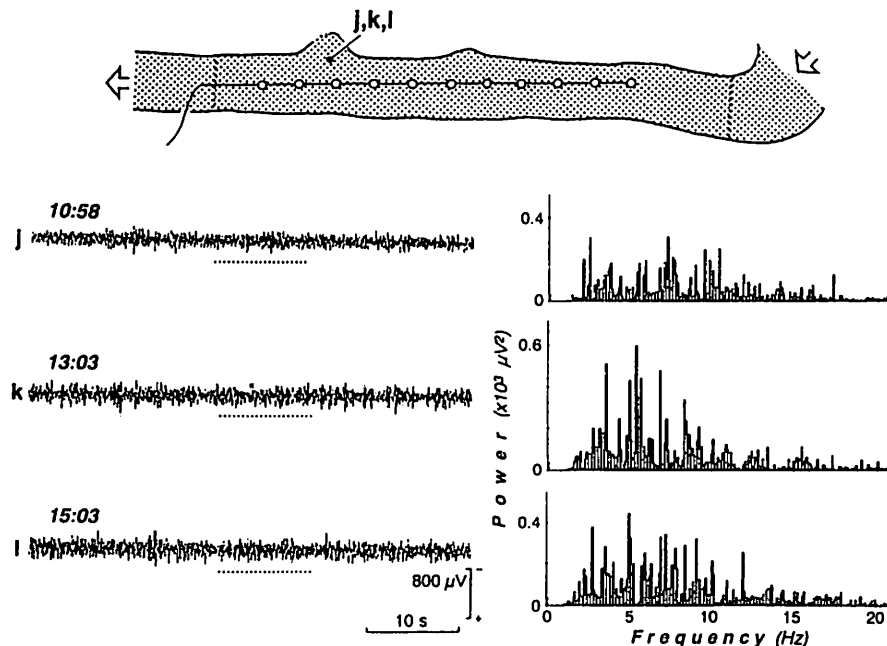 j,k,l
10:58
j
0.4
0
13:03
k
0.6
0
15:03
l
0.4
0
800 µV
-
+
10 s
Power (x10³ µV²)
0 5 10 15 20
Frequency (Hz)